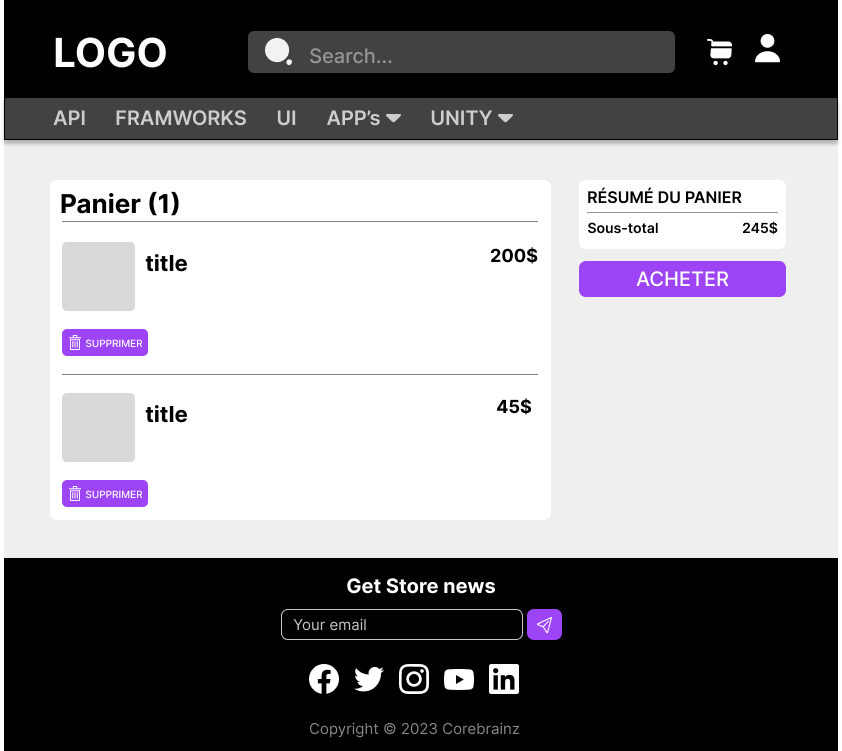 LOGO
Search...
API FRAMWORKS UI APP's UNITY
Panier (1)
title 200$
SUPPRIMER
title 45$
SUPPRIMER
RÉSUMÉ DU PANIER
Sous-total 245$
ACHETER
Get Store news
Your email
Copyright © 2023 Corebrainz